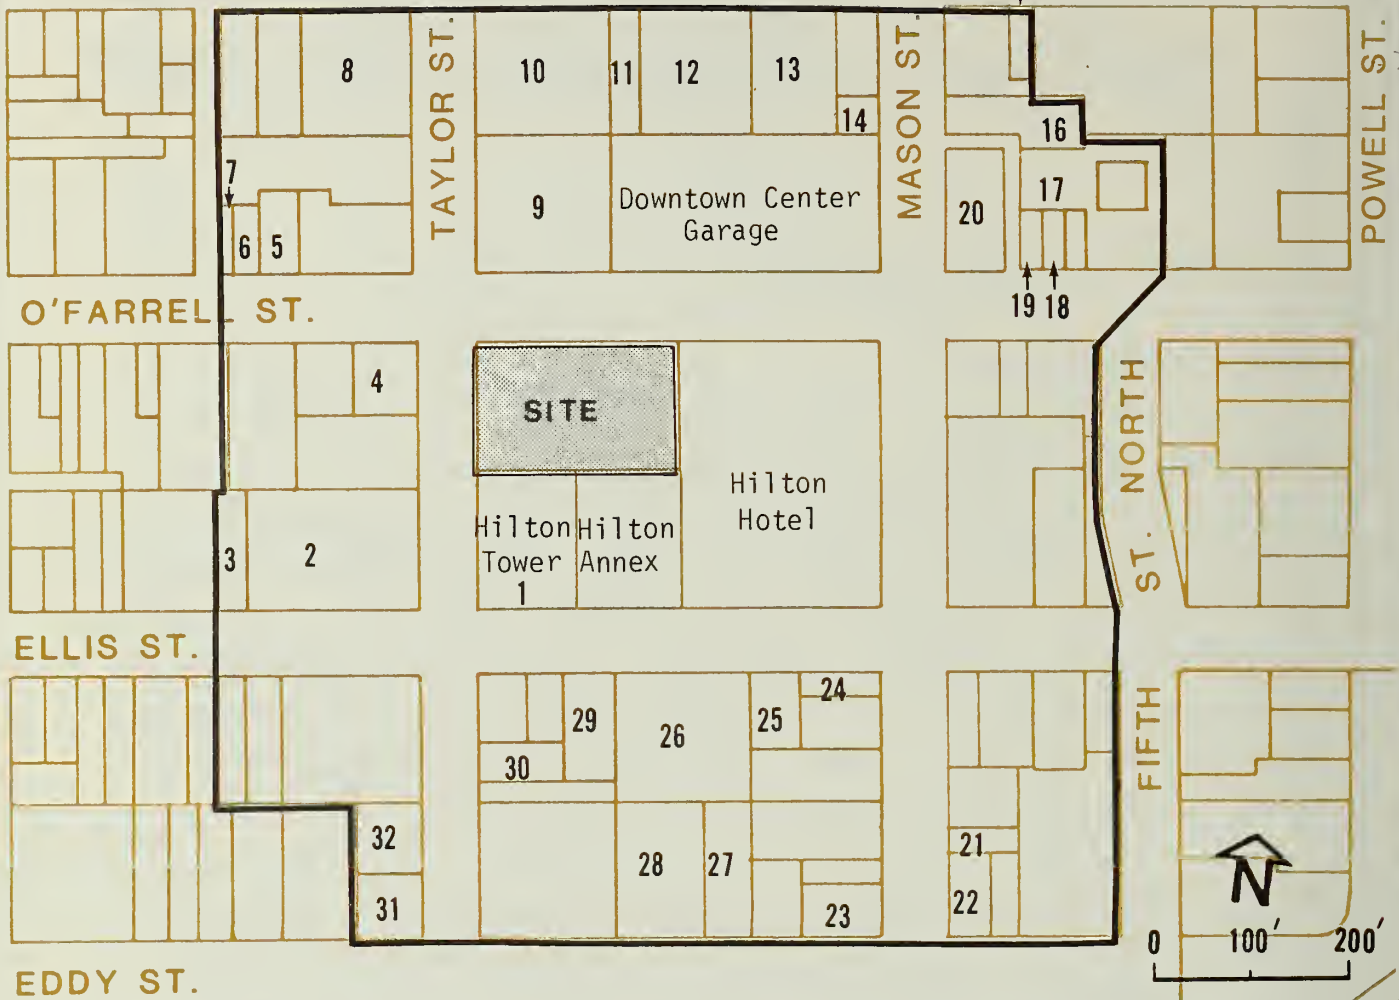 TAYLOR ST.
MASON ST.
POWELL ST.
8
10
11
12
13
14
16
7
6
5
9
Downtown Center
Garage
20
17
19
18
O'FARRELL ST.
4
SITE
Hilton
Hotel
FIFTH ST. NORTH
3
2
Hilton
Tower
1
Hilton
Annex
ELLIS ST.
29
30
26
25
24
32
31
28
27
23
21
22
N
0
100'
200'
EDDY ST.